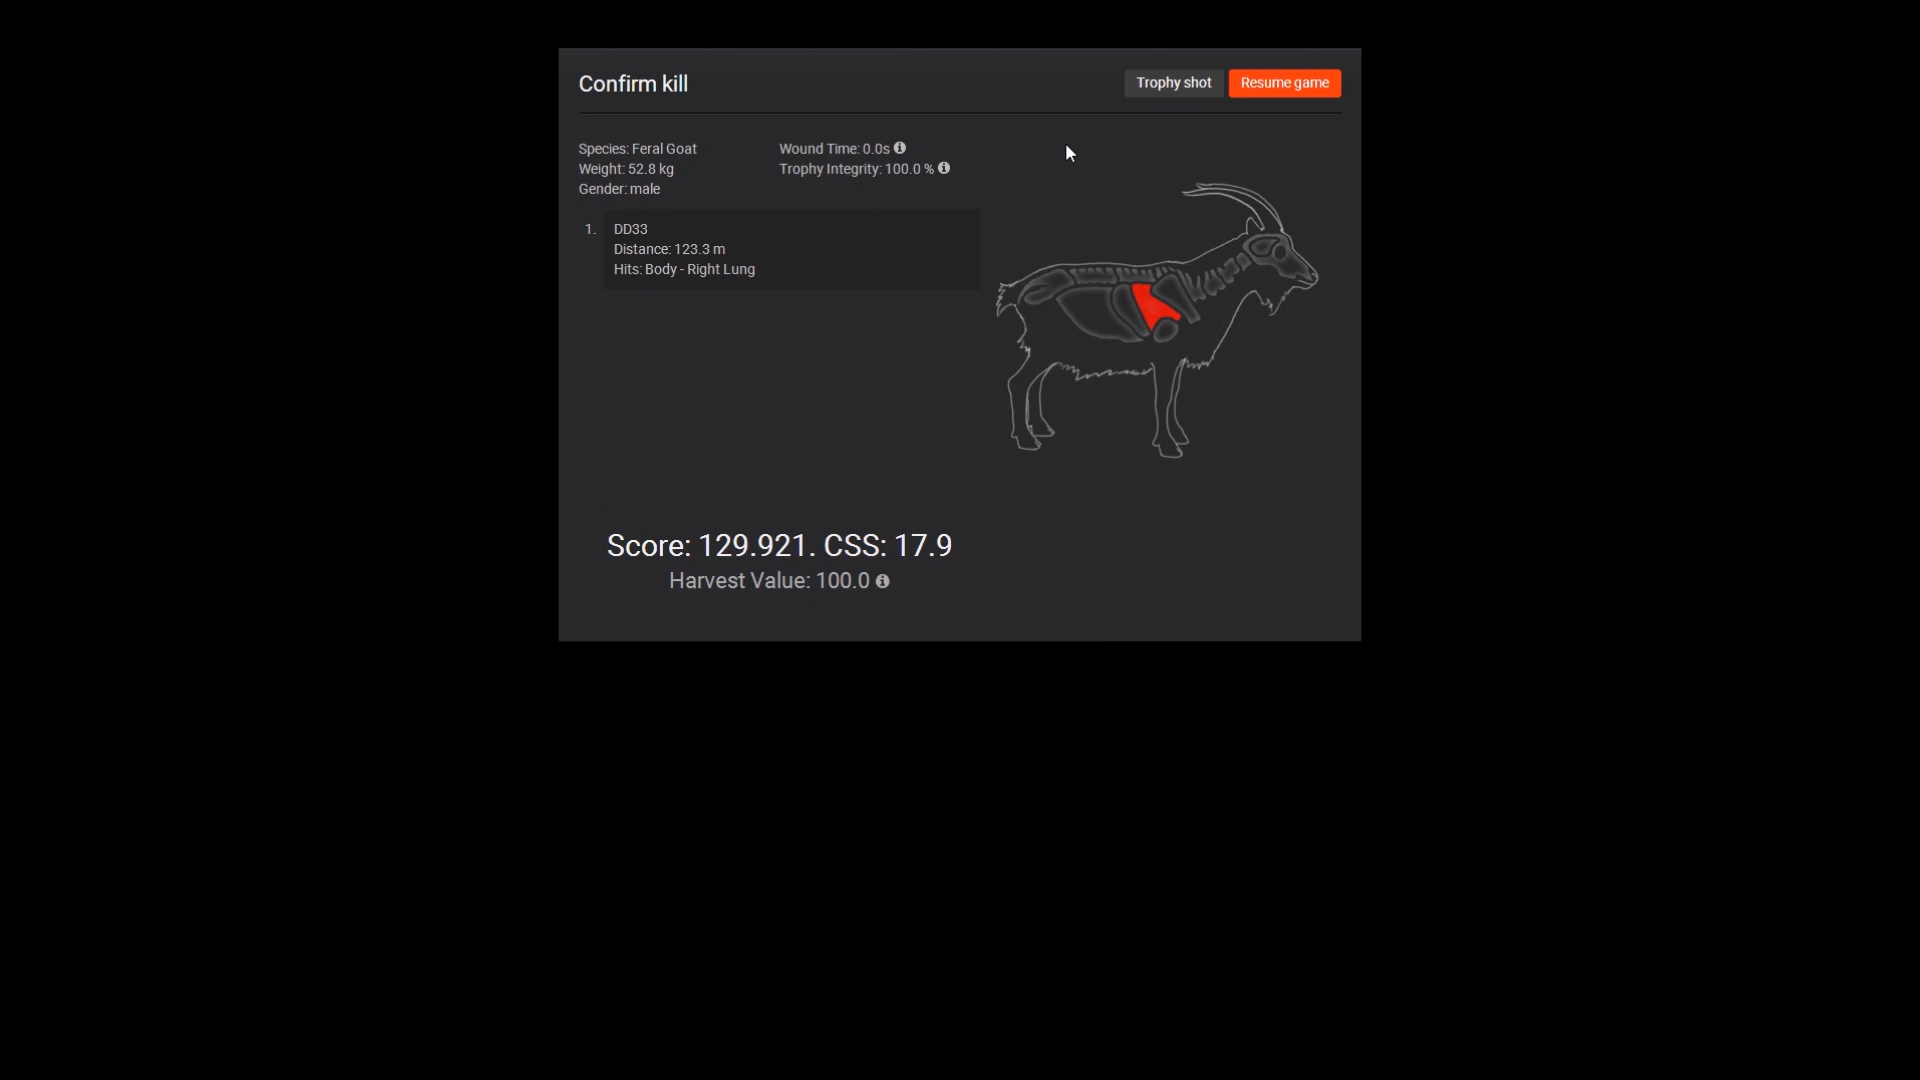 Confirm kill
Trophy shot
Resume game
Species: Feral Goat
Weight: 52.8 kg
Gender: male
Wound Time: 0.0s
Trophy Integrity: 100.0 %
1.
DD33
Distance: 123.3 m
Hits: Body - Right Lung
Score: 129.921. CSS: 17.9
Harvest Value: 100.0